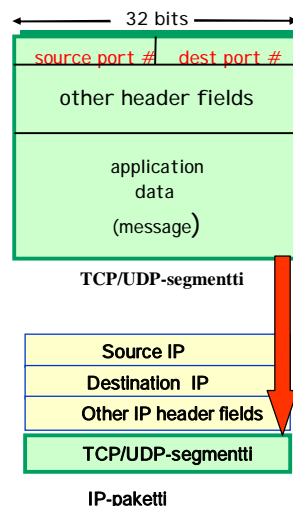 32 bits
source port # dest port #
other header fields
application
data
(message)
TCP/UDP-segmentti
Source IP
Destination IP
Other IP header fields
TCP/UDP-segmentti
IP-paketti